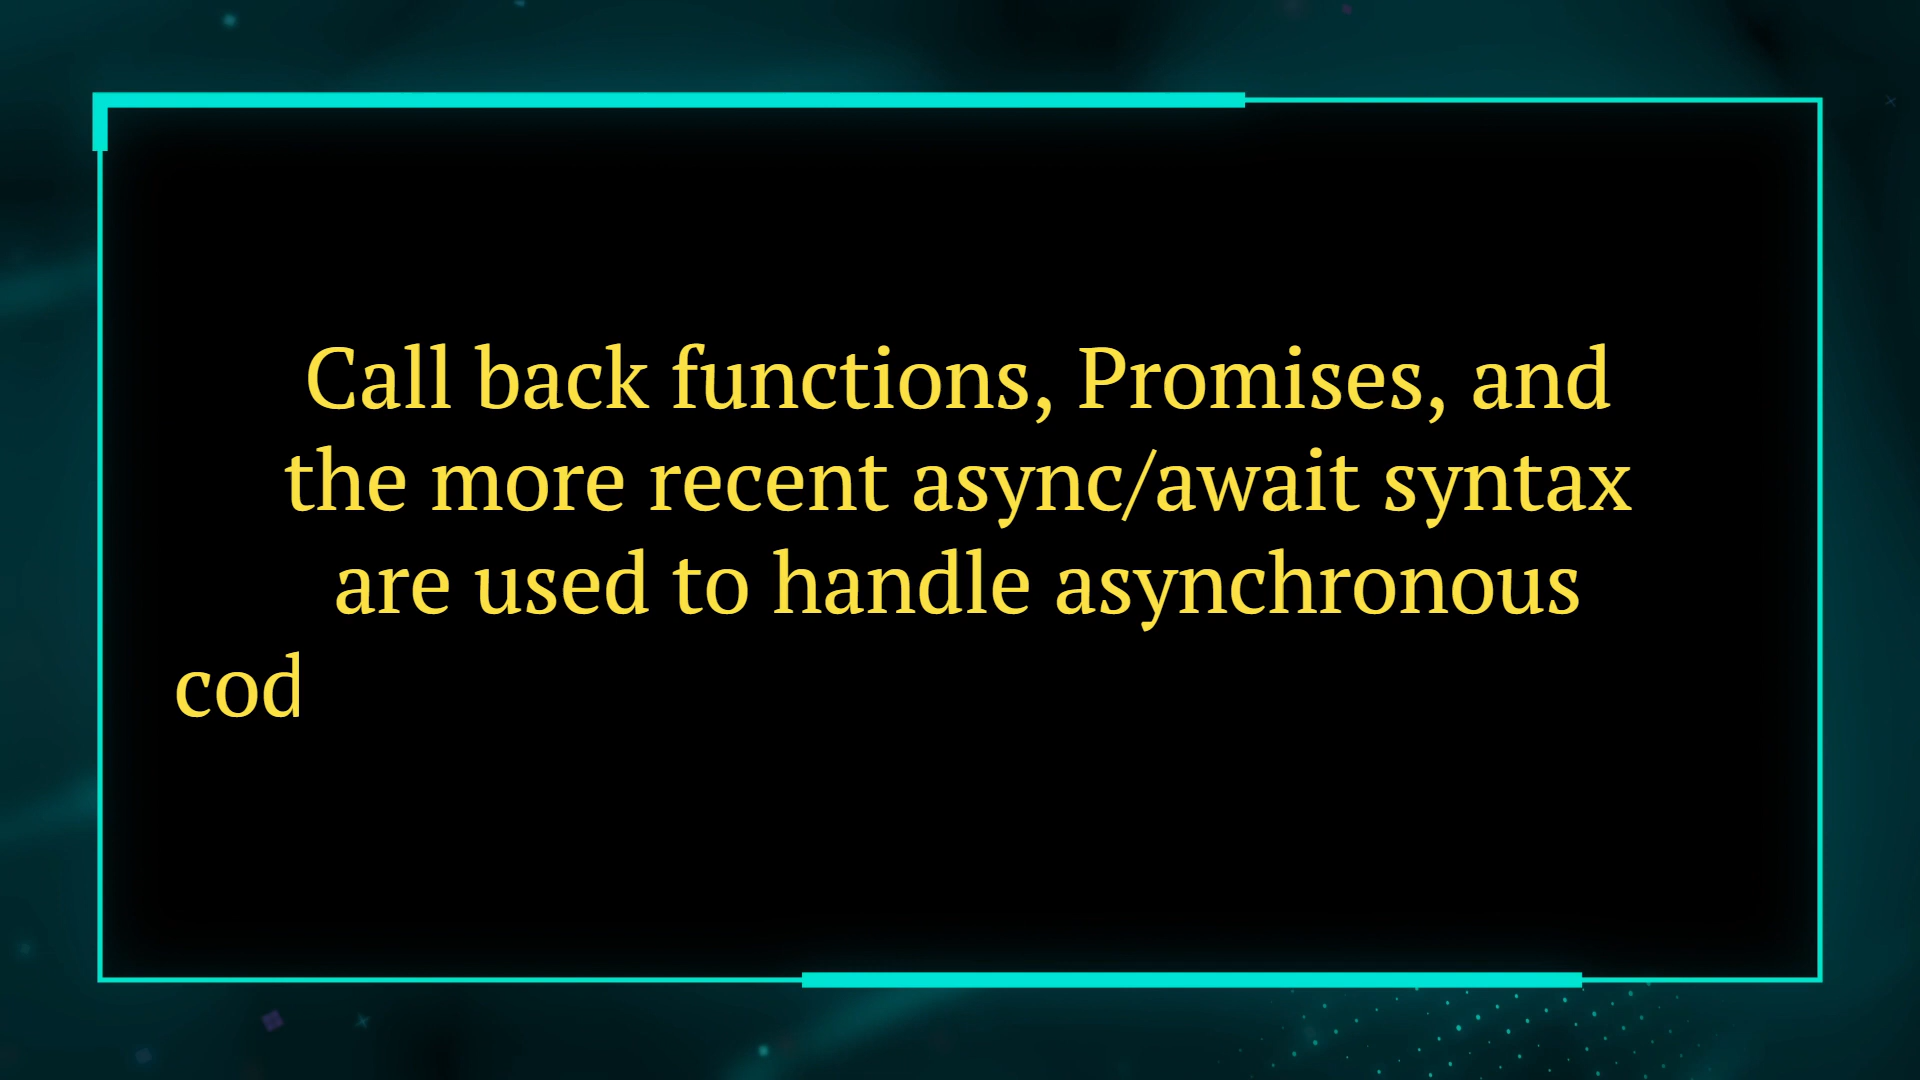 Call back functions, Promises, and
the more recent async/await syntax
are used to handle asynchronous
cod